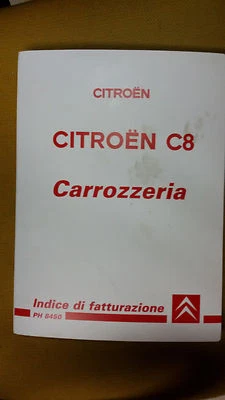 CITROËN
CITROËN C8
Carrozzeria
Indice di fatturazione
PH 8450